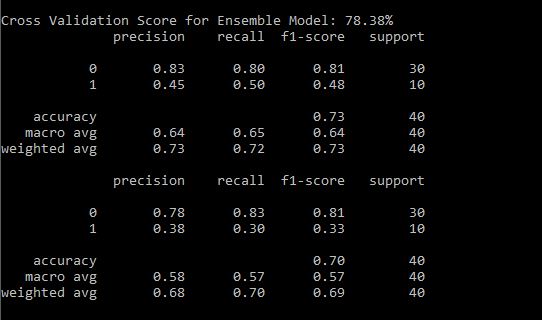 Cross Validation Score for Ensemble Model: 78.38%
precision recall f1-score support
0 0.83 0.80 0.81 30
1 0.45 0.50 0.48 10
accuracy 0.73 40
macro avg 0.64 0.65 0.64 40
weighted avg 0.73 0.72 0.73 40
precision recall f1-score support
0 0.78 0.83 0.81 30
1 0.38 0.30 0.33 10
accuracy 0.70 40
macro avg 0.58 0.57 0.57 40
weighted avg 0.68 0.70 0.69 40